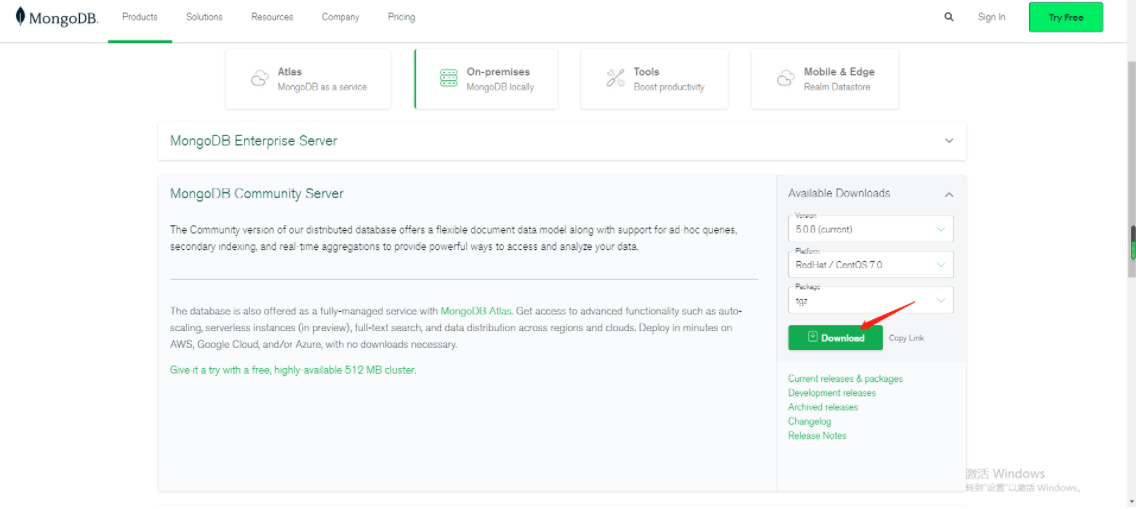 MongoDB.
Products Solutions Resources Company Pricing
Sign In Try Free
Atlas
MongoDB as a service
On-premises
MongoDB locally
Tools
Boost productivity
Mobile & Edge
Realm Datastore
MongoDB Enterprise Server
MongoDB Community Server
The Community version of our distributed database offers a flexible document data model along with support for ad-hoc queries,
secondary indexing, and real-time aggregations to provide powerful ways to access and analyze your data.
The database is also offered as a fully-managed service with MongoDB Atlas. Get access to advanced functionality such as auto-
scaling, serverless instances (in preview), full-text search, and data distribution across regions and clouds. Deploy in minutes on
AWS, Google Cloud, and/or Azure, with no downloads necessary.
Give it a try with a free, highly-available 512 MB cluster.
Available Downloads
Version
5.0.8 (current)
Platform
RedHat / CentOS 7.0
Package
tgz
Download Copy Link
Current releases & packages
Development releases
Archived releases
Changelog
Release Notes
激活 Windows
转到"设置"以激活 Windows。